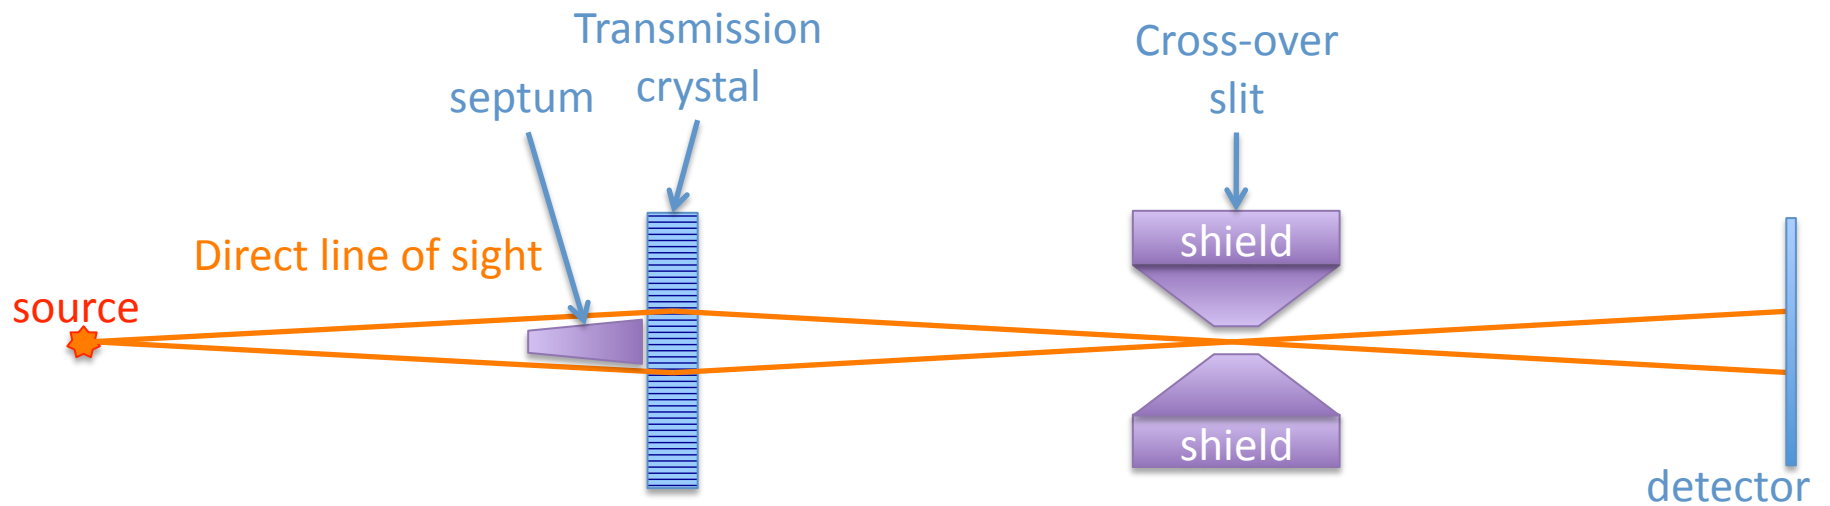 Transmission
crystal
Cross-over
slit
septum
Direct line of sight
source
shield
shield
detector